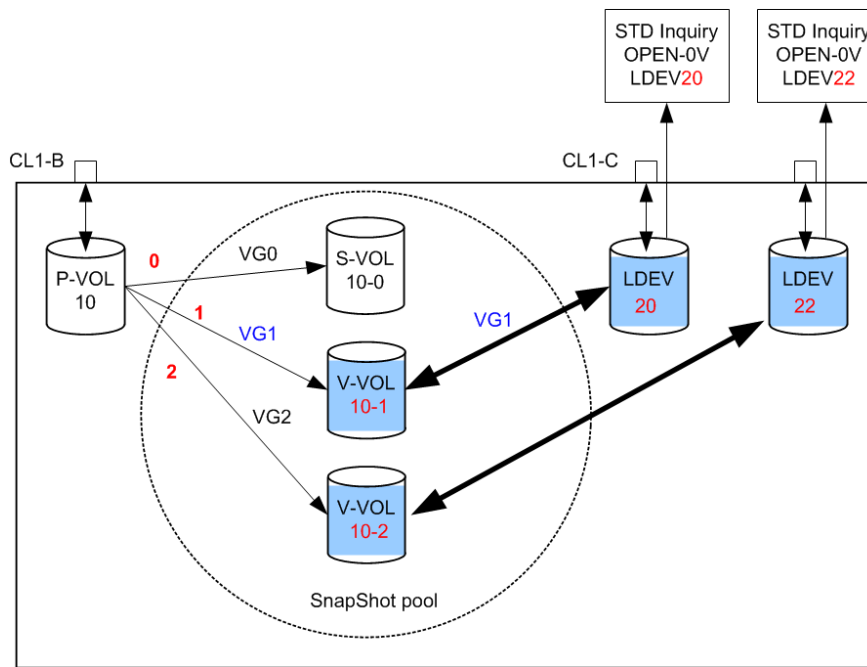 STD Inquiry
OPEN-0V
LDEV20
STD Inquiry
OPEN-0V
LDEV22
CL1-B
CL1-C
P-VOL
10
0
VG0
S-VOL
10-0
LDEV
20
LDEV
22
1
VG1
VG1
2
V-VOL
10-1
VG2
V-VOL
10-2
SnapShot pool